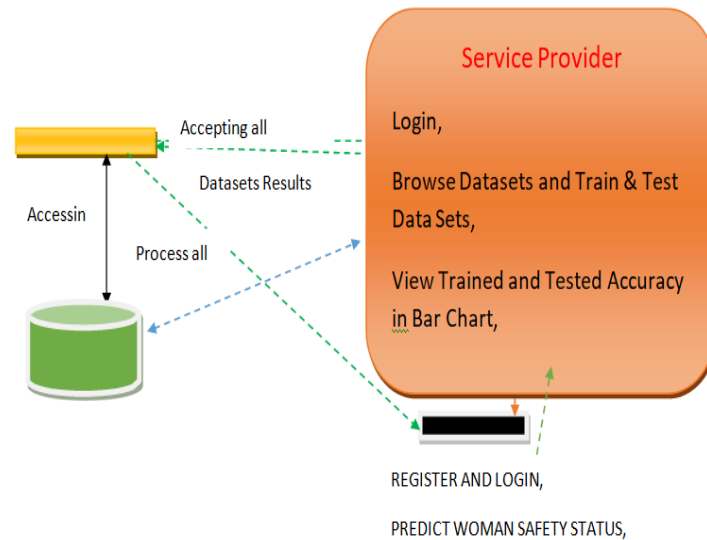 Service Provider
Login,
Browse Datasets and Train & Test
Data Sets,
View Trained and Tested Accuracy
in Bar Chart,
Accepting all
Datasets Results
Accessin
Process all
REGISTER AND LOGIN,
PREDICT WOMAN SAFETY STATUS,